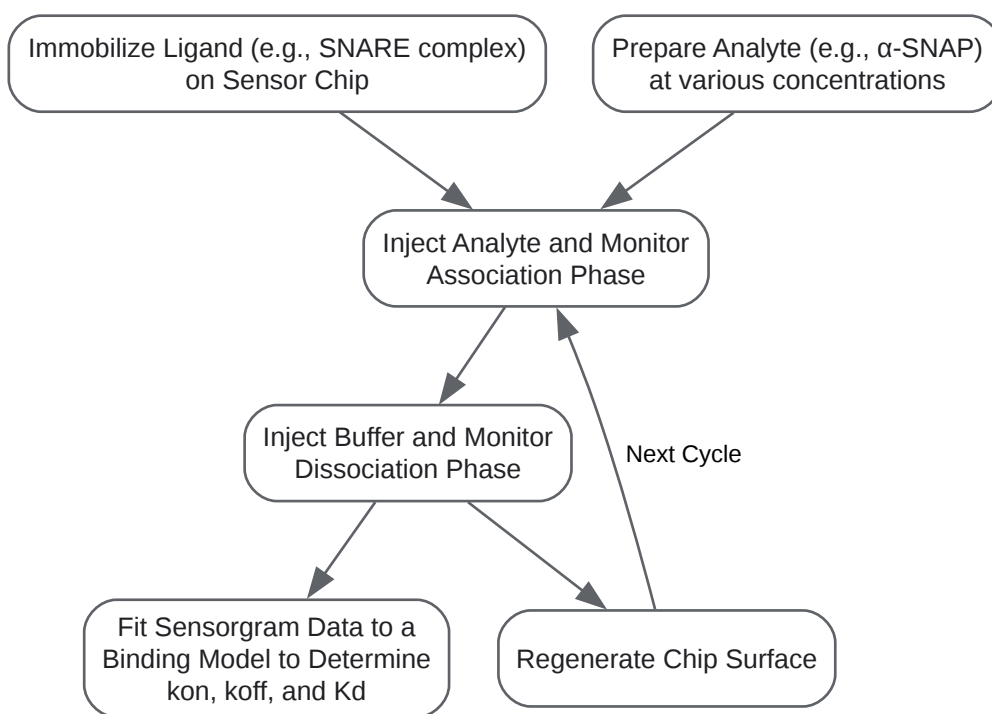 Immobilize Ligand (e.g., SNARE complex)
on Sensor Chip
Prepare Analyte (e.g., α-SNAP)
at various concentrations
Inject Analyte and Monitor
Association Phase
Inject Buffer and Monitor
Dissociation Phase
Next Cycle
Fit Sensorgram Data to a
Binding Model to Determine
kon, koff, and Kd
Regenerate Chip Surface